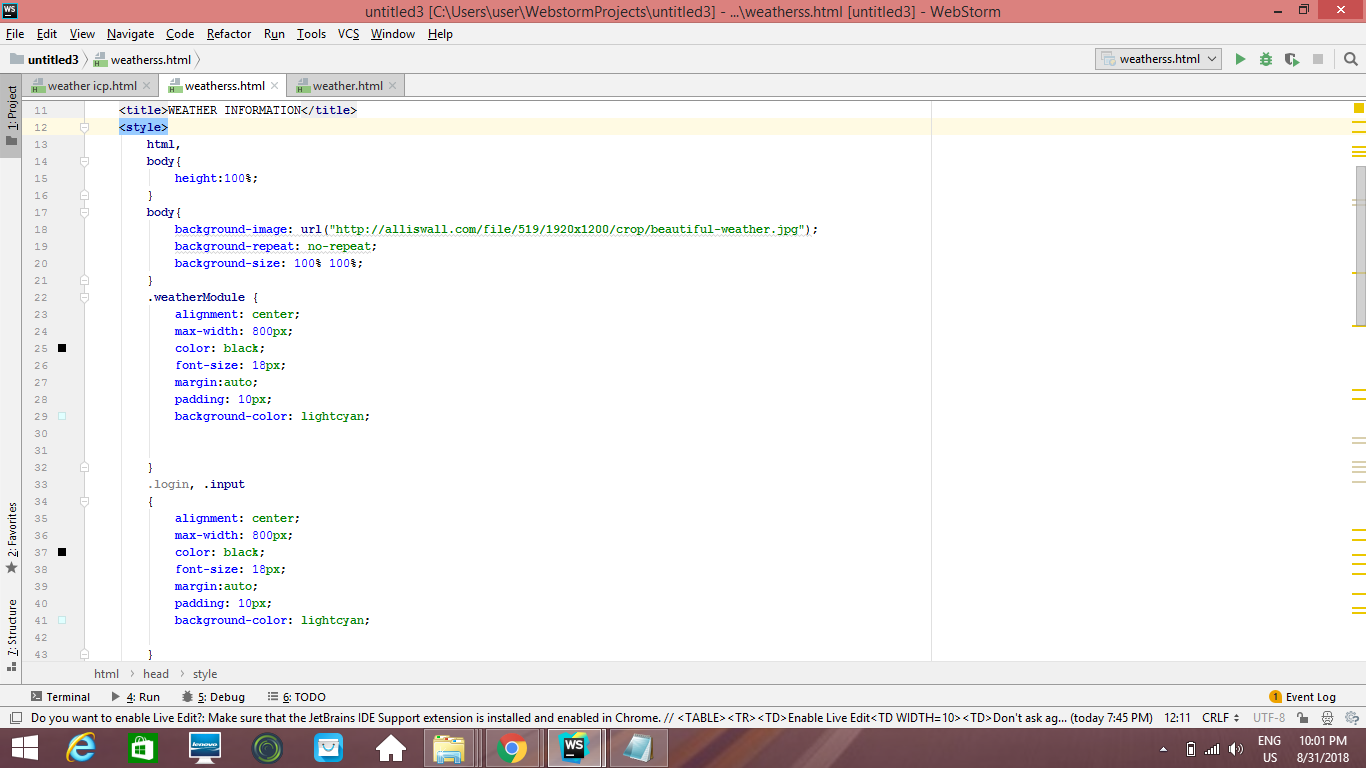 WS
untitled3 [C:\Users\user\WebstormProjects\untitled3] - ...\weatherss.html [untitled3] - WebStorm
File Edit View Navigate Code Refactor Run Tools VCS Window Help
untitled3 weatherss.html weatherss.html
weather icp.html weatherss.html weather.html
1: Project
2: Favorites
7: Structure
11 <title>WEATHER INFORMATION</title>
12 <style>
13 html,
14 body{
15 height:100%;
16 }
17 body{
18 background-image: url("http://alliswall.com/file/519/1920x1200/crop/beautiful-weather.jpg");
19 background-repeat: no-repeat;
20 background-size: 100% 100%;
21 }
22 .weatherModule {
23 alignment: center;
24 max-width: 800px;
25 color: black;
26 font-size: 18px;
27 margin:auto;
28 padding: 10px;
29 background-color: lightcyan;
30
31
32 }
33 .login, .input
34 {
35 alignment: center;
36 max-width: 800px;
37 color: black;
38 font-size: 18px;
39 margin:auto;
40 padding: 10px;
41 background-color: lightcyan;
42
43 }
html head style
Terminal 4: Run 5: Debug 6: TODO 1 Event Log
Do you want to enable Live Edit?: Make sure that the JetBrains IDE Support extension is installed and enabled in Chrome. // <TABLE><TR><TD>Enable Live Edit<TD WIDTH=10><TD>Don't ask ag... (today 7:45 PM) 12:11 CRLF UTF-8
lenovo WS ENG 10:01 PM
US 8/31/2018